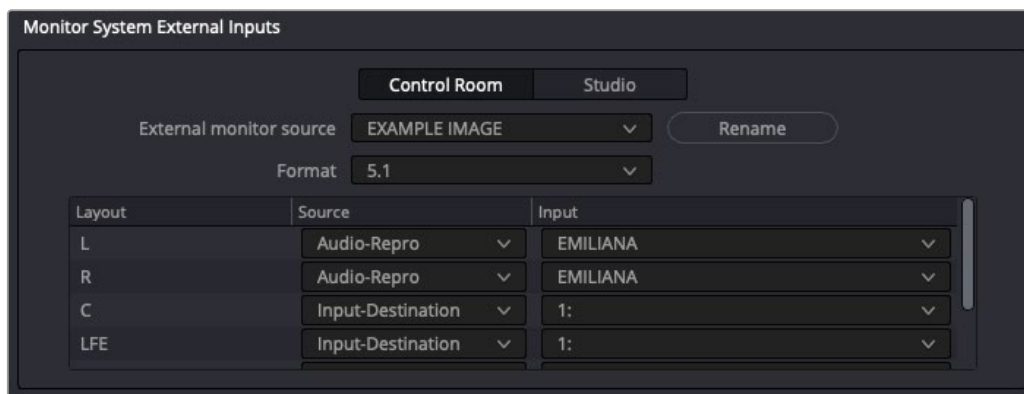 Monitor System External Inputs
Control Room Studio
External monitor source EXAMPLE IMAGE Rename
Format 5.1
Layout Source Input
L Audio-Repro EMILIANA
R Audio-Repro EMILIANA
C Input-Destination 1:
LFE Input-Destination 1: